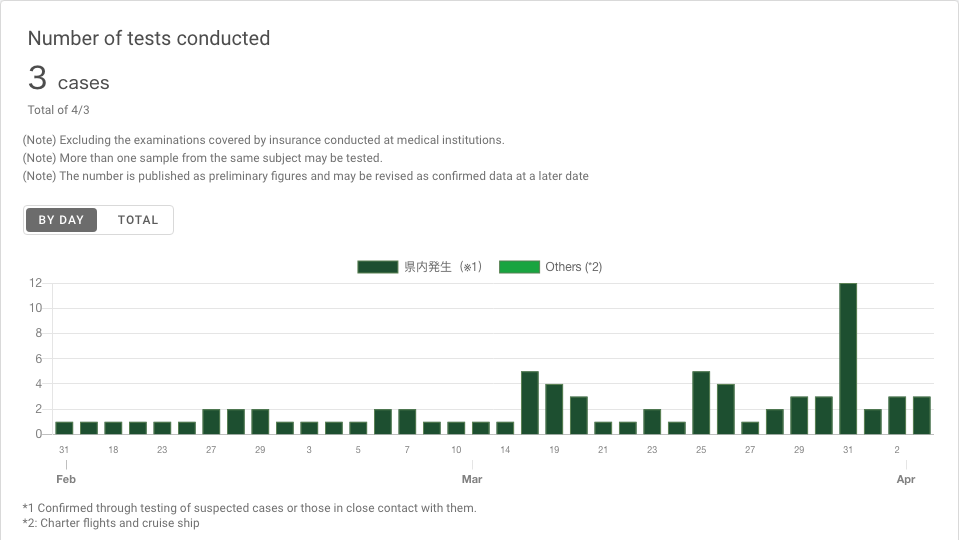 Number of tests conducted
3 cases
Total of 4/3
(Note) Excluding the examinations covered by insurance conducted at medical institutions.
(Note) More than one sample from the same subject may be tested.
(Note) The number is published as preliminary figures and may be revised as confirmed data at a later date
BY DAY TOTAL
県内発生（※1） Others (*2)
12
10
8
6
4
2
0
31 18 23 27 29 3 5 7 10 14 19 21 23 25 27 29 31 2
Feb Mar Apr
*1 Confirmed through testing of suspected cases or those in close contact with them.
*2: Charter flights and cruise ship